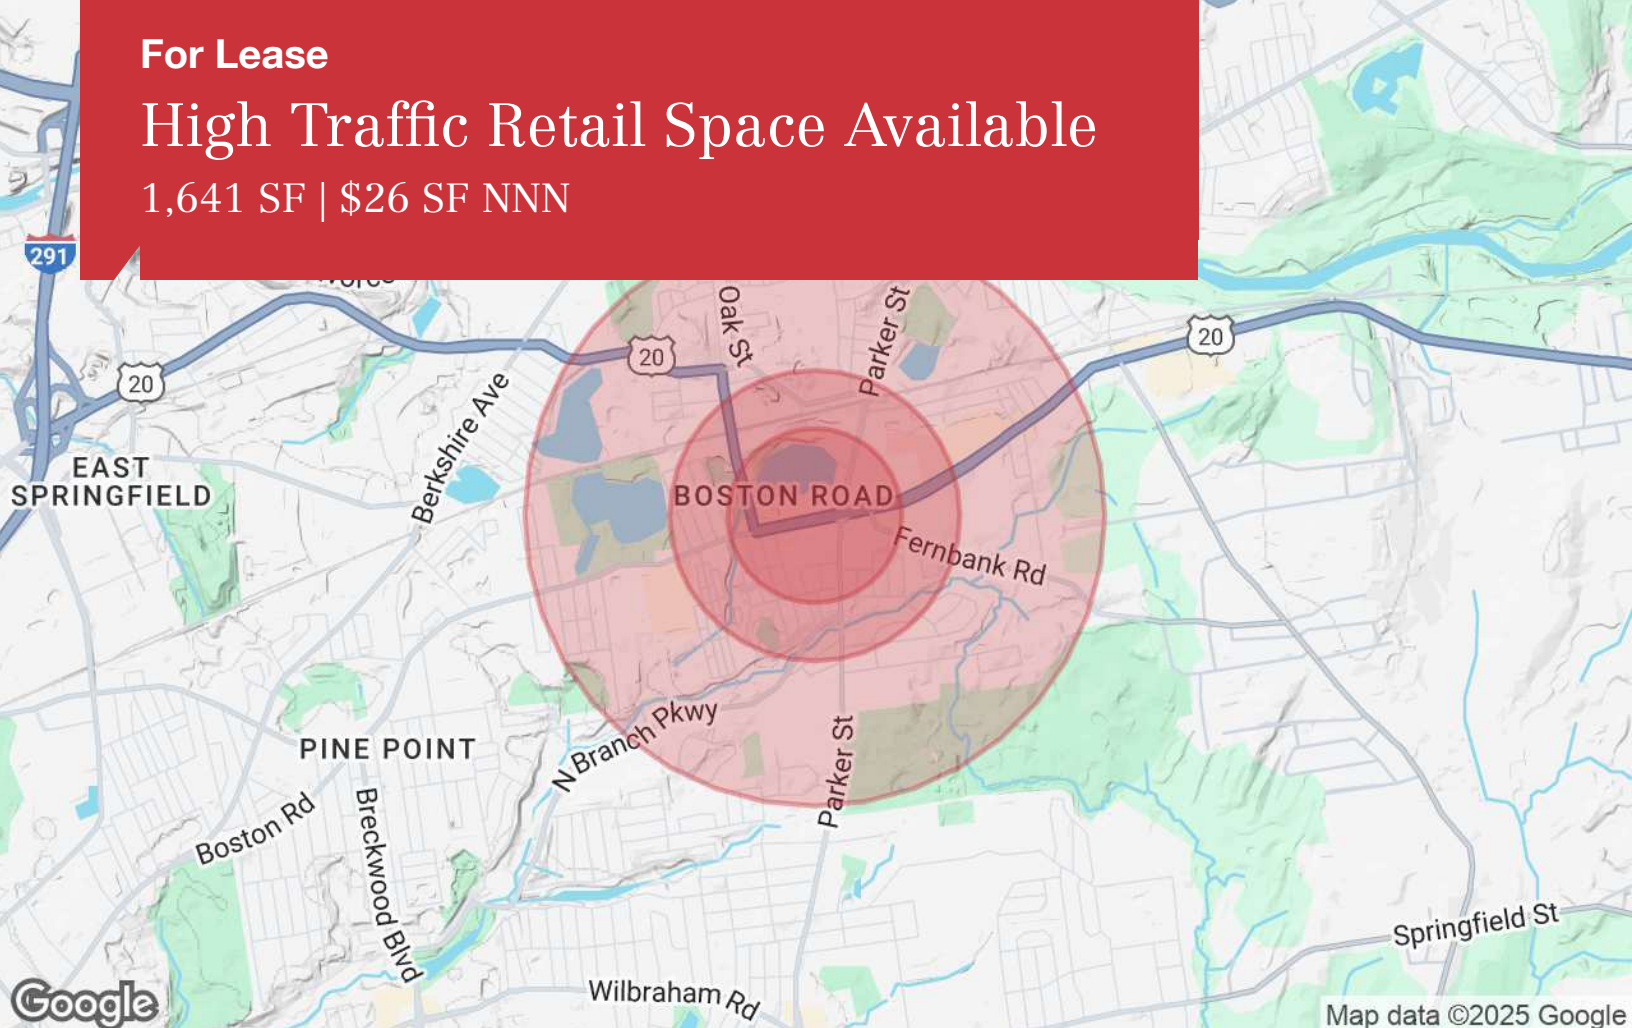 For Lease
High Traffic Retail Space Available
1,641 SF | $26 SF NNN
291
20
20
20
Oak St
Parker St
Berkshire Ave
EAST
SPRINGFIELD
BOSTON ROAD
Fernbank Rd
N Branch Pkwy
PINE POINT
Parker St
Boston Rd
Breckwood Blvd
Springfield St
Wilbraham Rd
Google
Map data ©2025 Google